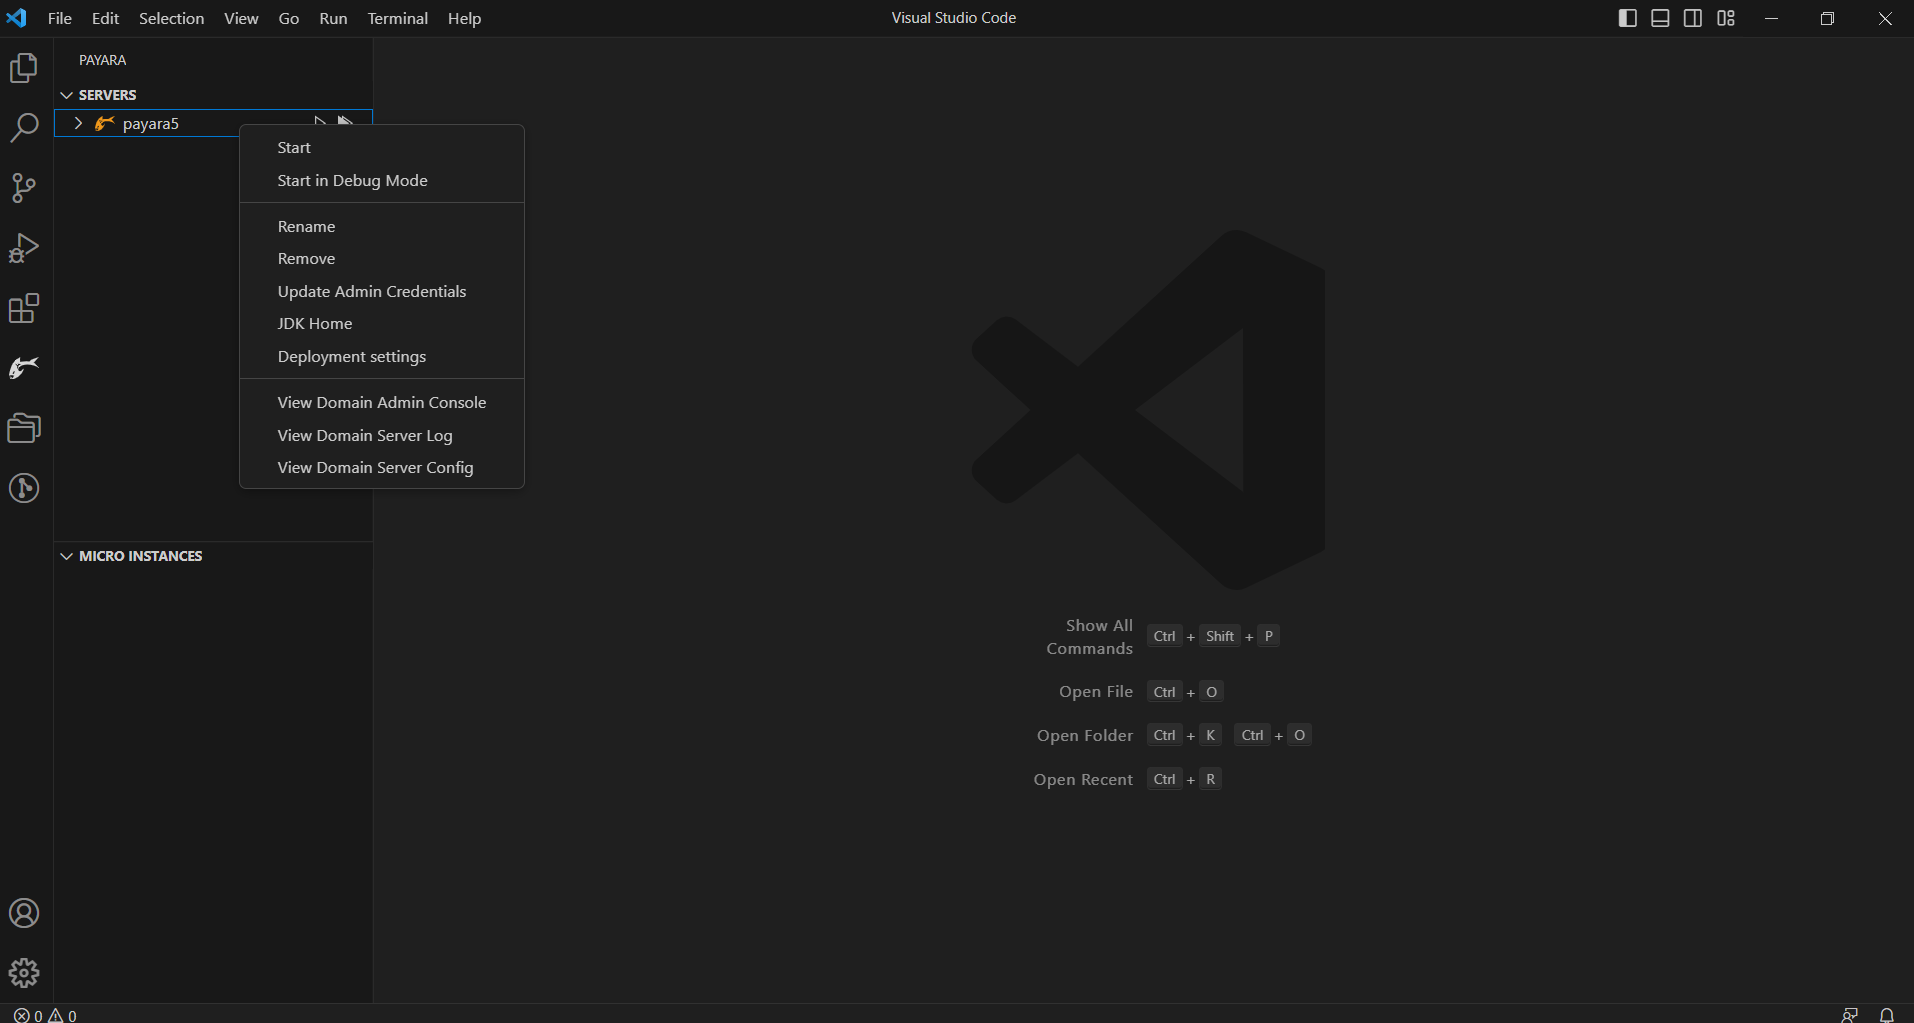 File Edit Selection View Go Run Terminal Help
Visual Studio Code
PAYARA
SERVERS
payara5
Start
Start in Debug Mode
Rename
Remove
Update Admin Credentials
JDK Home
Deployment settings
View Domain Admin Console
View Domain Server Log
View Domain Server Config
MICRO INSTANCES
Show All
Commands
Ctrl + Shift + P
Open File Ctrl + O
Open Folder Ctrl + K Ctrl + O
Open Recent Ctrl + R
0 0